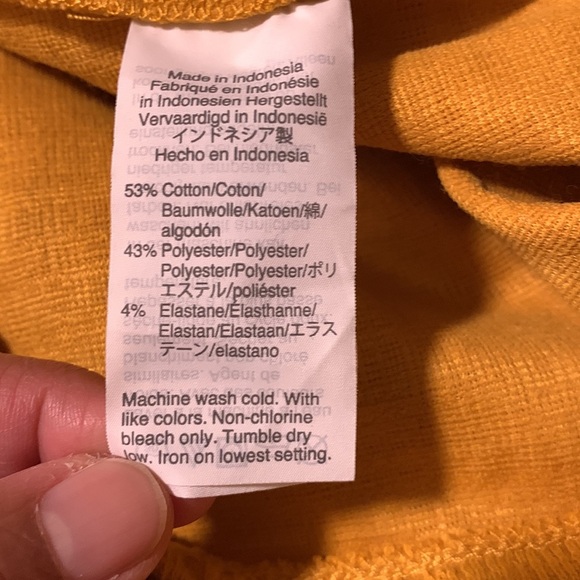 Made in Indonesia
Fabriqué en Indonésie
in Indonesien Hergestellt
Vervaardigd in Indonesië
インドネシア製
Hecho en Indonesia
53% Cotton/Coton/
Baumwolle/Katoen/綿/
algodón
43% Polyester/Polyester/
Polyester/Polyester/ポリ
エステル/poliéster
4% Elastane/Élasthanne/
Elastan/Elastaan/エラス
テーン/elastano
Machine wash cold. With
like colors. Non-chlorine
bleach only. Tumble dry
low. Iron on lowest setting.